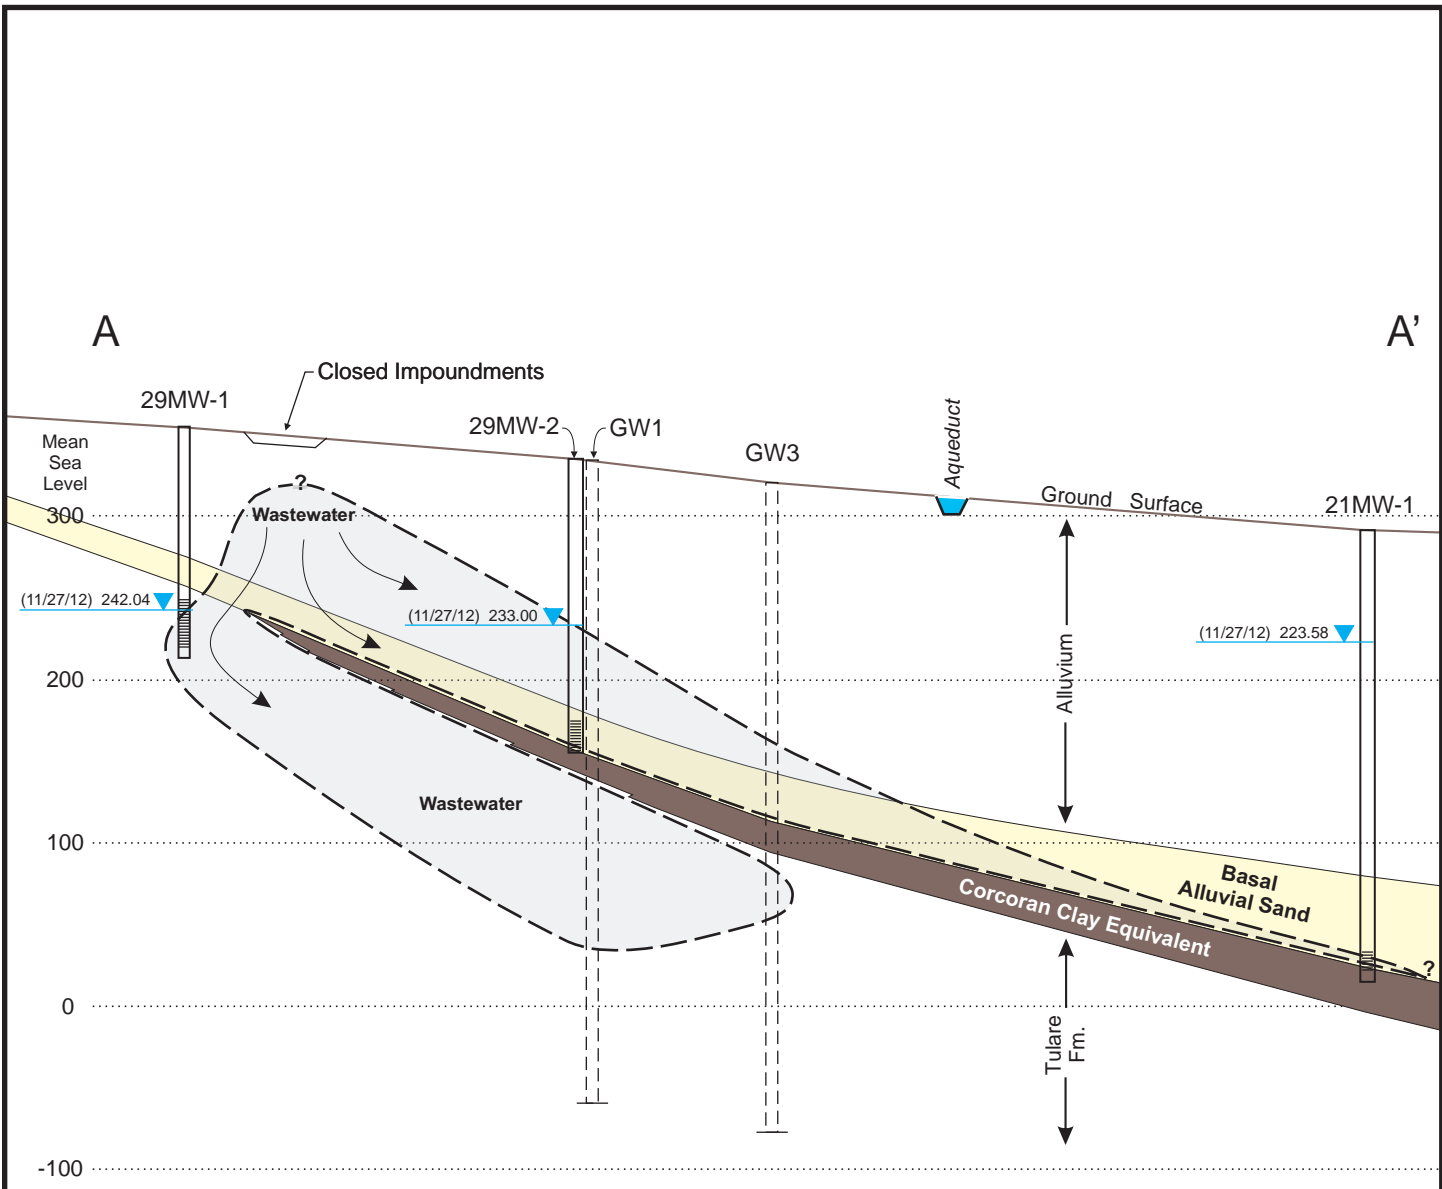 A
A’
Closed Impoundments
29MW-1
29MW-2
GW1
GW3
Aqueduct
Mean
Sea
Level
Ground Surface
21MW-1
?
Wastewater
300
(11/27/12) 242.04
(11/27/12) 233.00
(11/27/12) 223.58
200
Alluvium
Wastewater
100
Basal
Alluvial Sand
Corcoran Clay Equivalent
?
0
Tulare
Fm.
-100